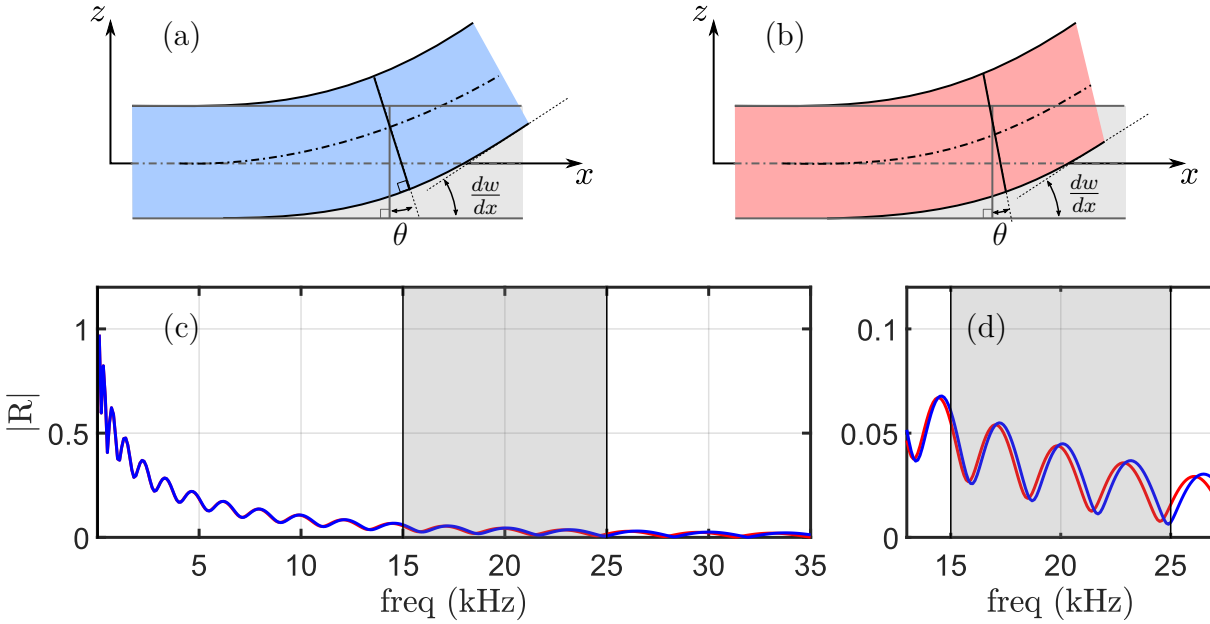 (a)
z
x
dw
dx
θ
(b)
z
x
dw
dx
θ
(c)
|R|
1
0.5
0
5
10
15
20
25
30
35
freq (kHz)
(d)
0.1
0.05
0
15
20
25
freq (kHz)